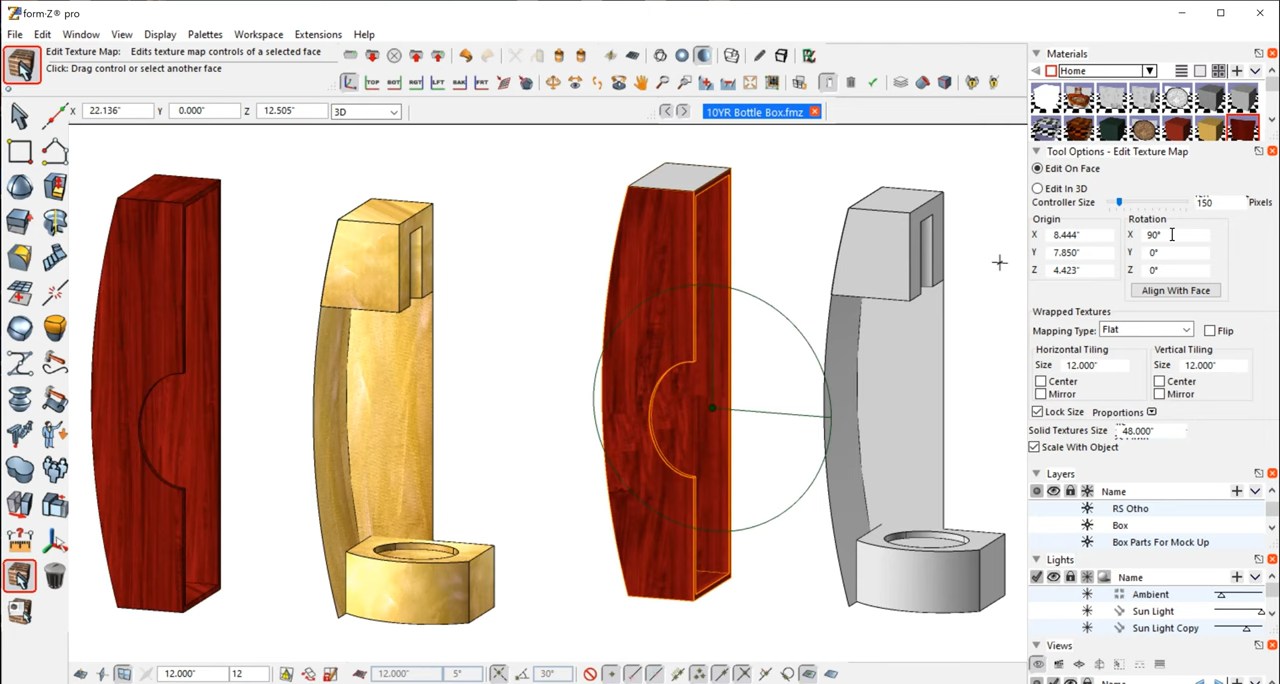 form·Z® pro
File Edit Window View Display Palettes Workspace Extensions Help
Edit Texture Map: Edits texture map controls of a selected face
Click: Drag control or select another face
X 22.136" Y 0.000" Z 12.505" 3D
10YR Bottle Box.fmz
TOP BOT RGT LFT BAK FRT
Materials
Home
Tool Options - Edit Texture Map
Edit On Face
Edit In 3D
Controller Size 150 Pixels
Origin Rotation
X 8.444" X 90°
Y 7.850" Y 0°
Z 4.423" Z 0°
Align With Face
Wrapped Textures
Mapping Type: Flat Flip
Horizontal Tiling Vertical Tiling
Size 12.000" Size 12.000"
Center Center
Mirror Mirror
Lock Size Proportions
Solid Textures Size 48.000"
Scale With Object
Layers
Name
RS Otho
Box
Box Parts For Mock Up
Lights
Name
Ambient
Sun Light
Sun Light Copy
Views
12.000" 12 12.000" 5° 30°